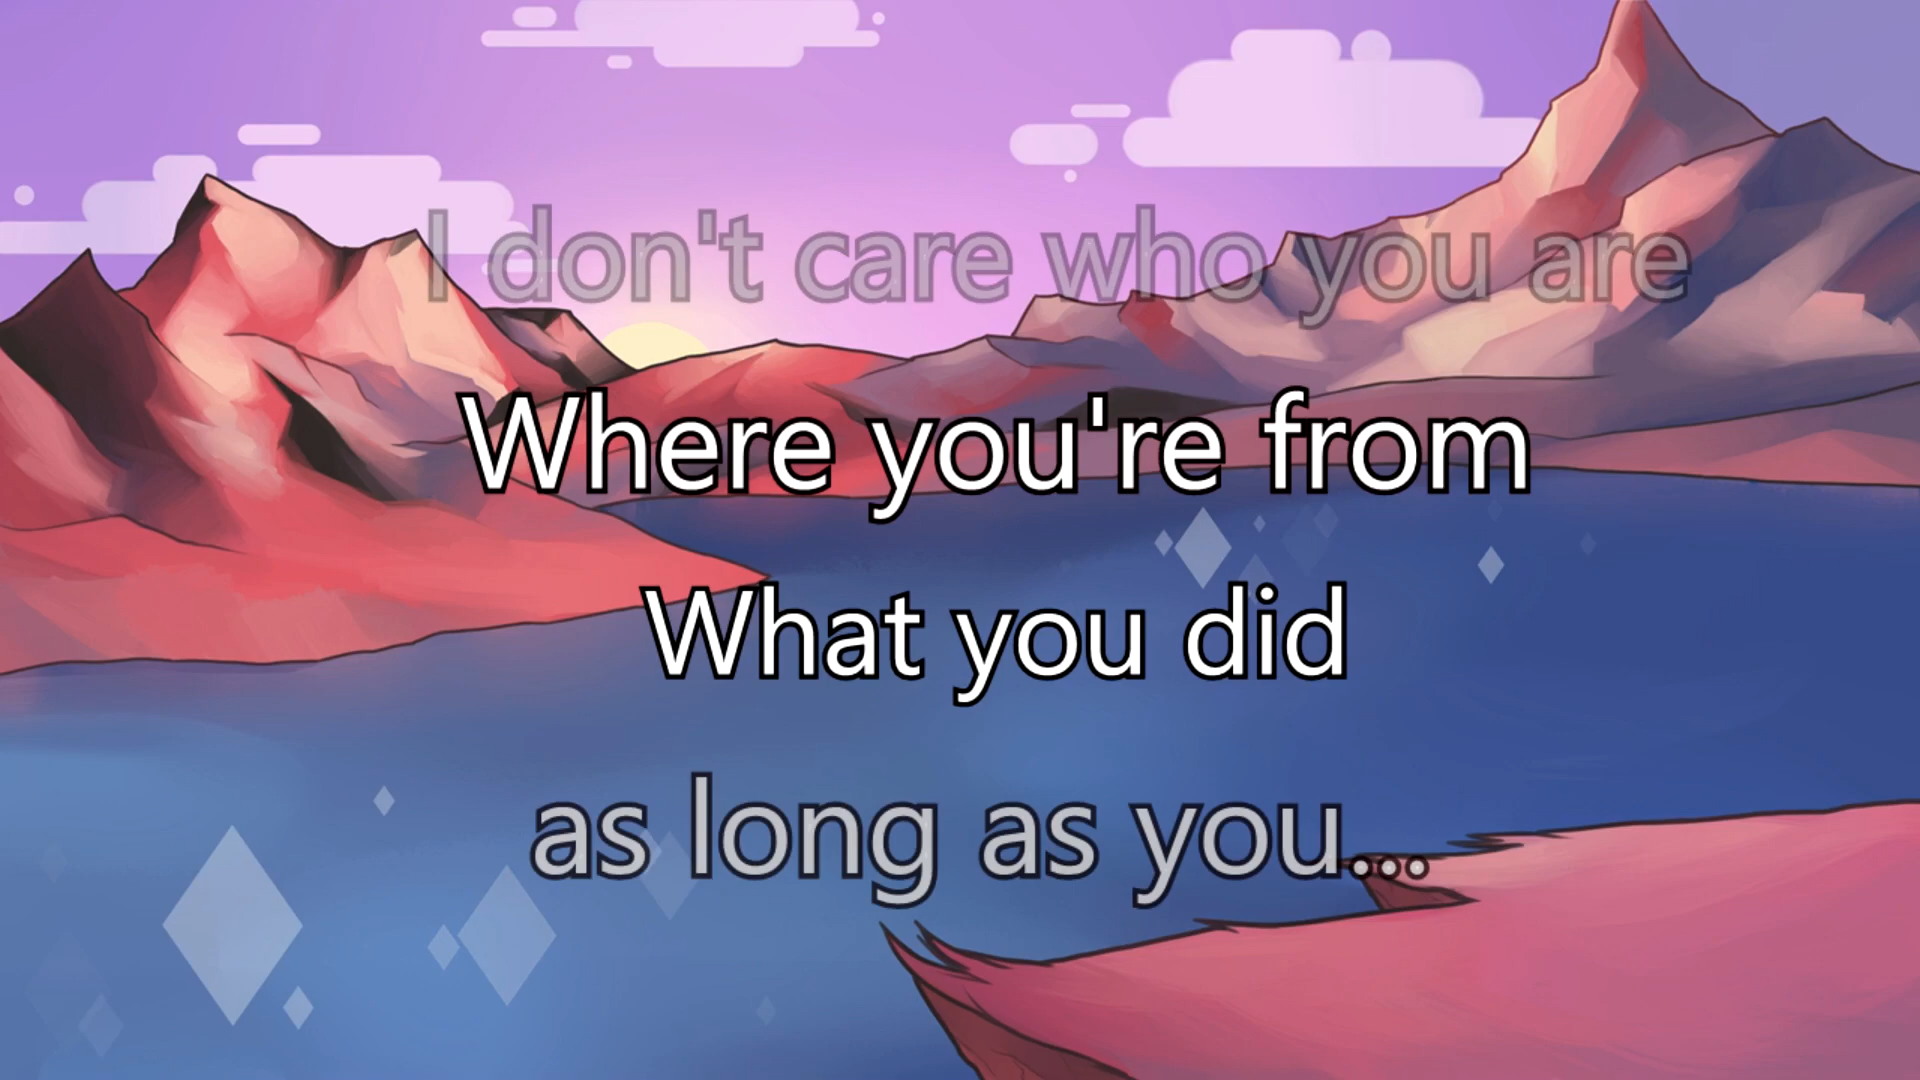 I don't care who you are
Where you're from
What you did
as long as you...